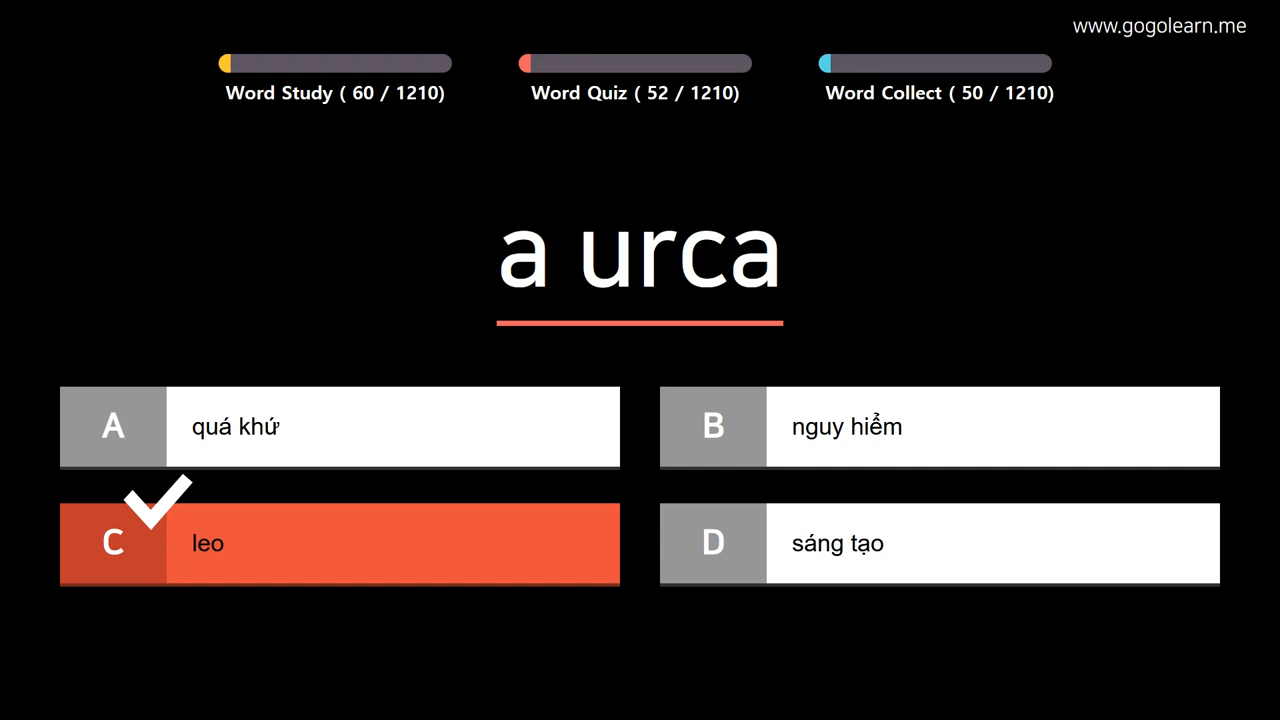 www.gogolearn.me
Word Study ( 60 / 1210)
Word Quiz ( 52 / 1210)
Word Collect ( 50 / 1210)
a urca
A
quá khứ
B
nguy hiểm
C
leo
D
sáng tạo